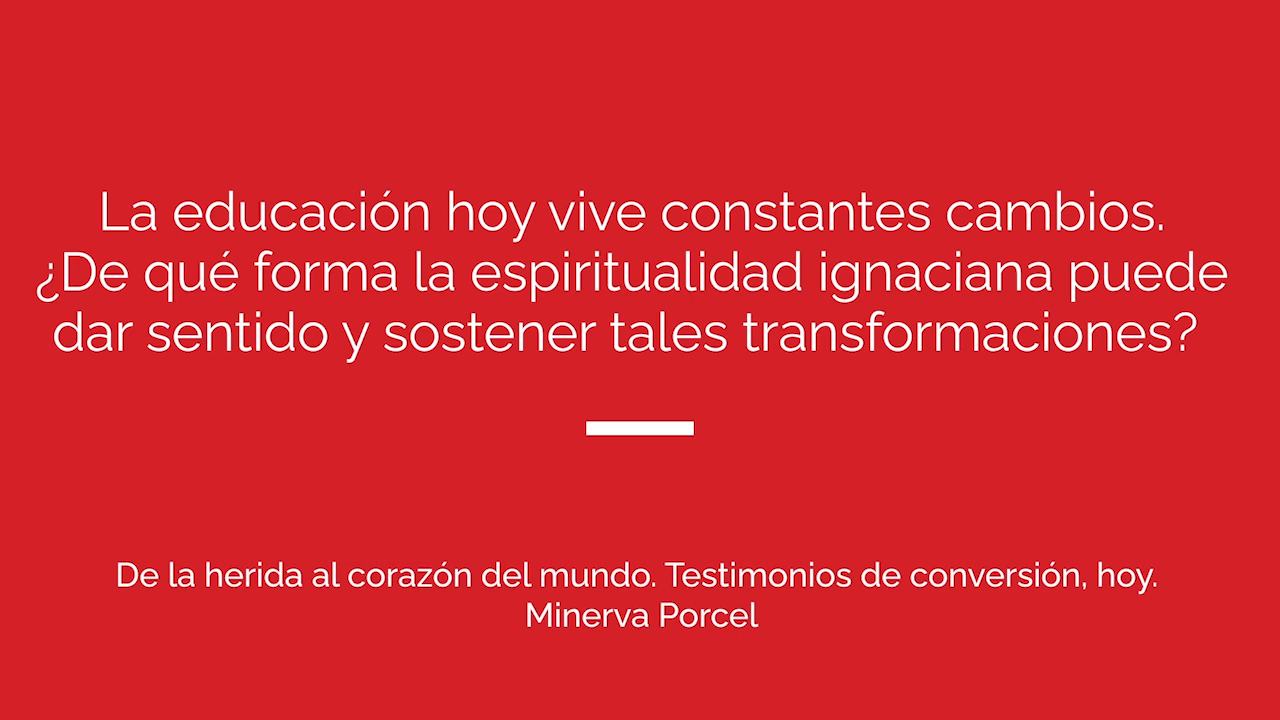 La educación hoy vive constantes cambios.
¿De qué forma la espiritualidad ignaciana puede
dar sentido y sostener tales transformaciones?
De la herida al corazón del mundo. Testimonios de conversión, hoy.
Minerva Porcel